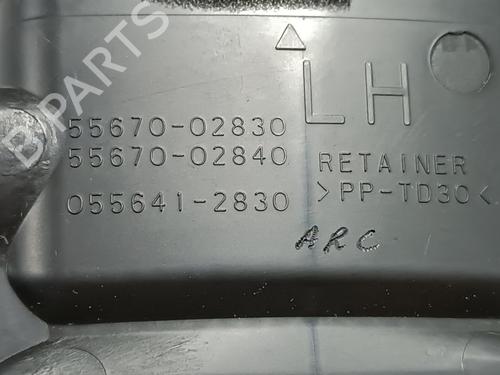 B PARTS
LH
55670-02830
55670-02840
055641-2830
RETAINER
>PP-TD30<
ARC